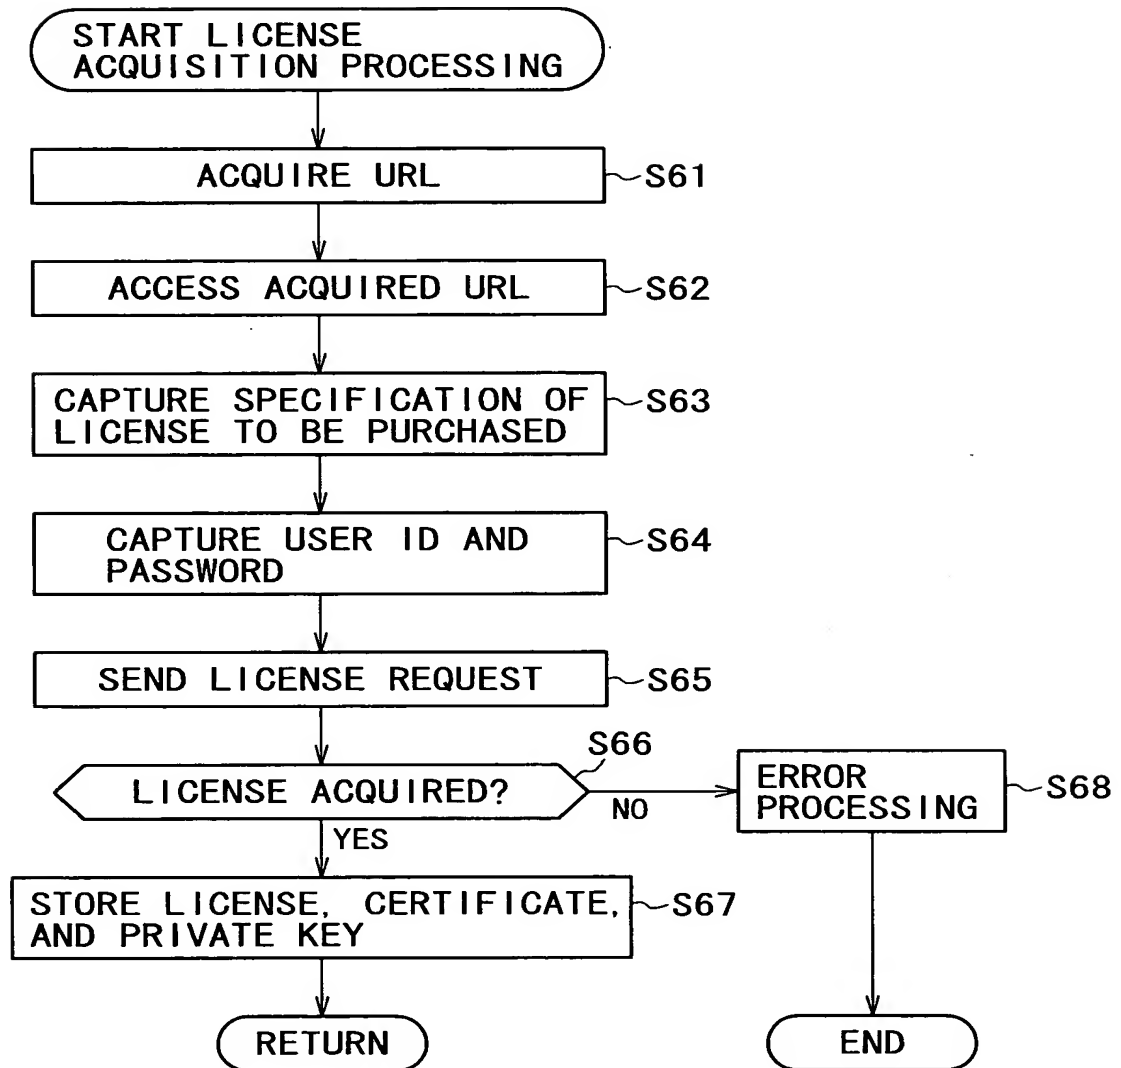 START LICENSE
ACQUISITION PROCESSING
ACQUIRE URL
S61
ACCESS ACQUIRED URL
S62
CAPTURE SPECIFICATION OF
LICENSE TO BE PURCHASED
S63
CAPTURE USER ID AND
PASSWORD
S64
SEND LICENSE REQUEST
S65
LICENSE ACQUIRED?
S66
NO
YES
ERROR
PROCESSING
S68
STORE LICENSE, CERTIFICATE,
AND PRIVATE KEY
S67
RETURN
END